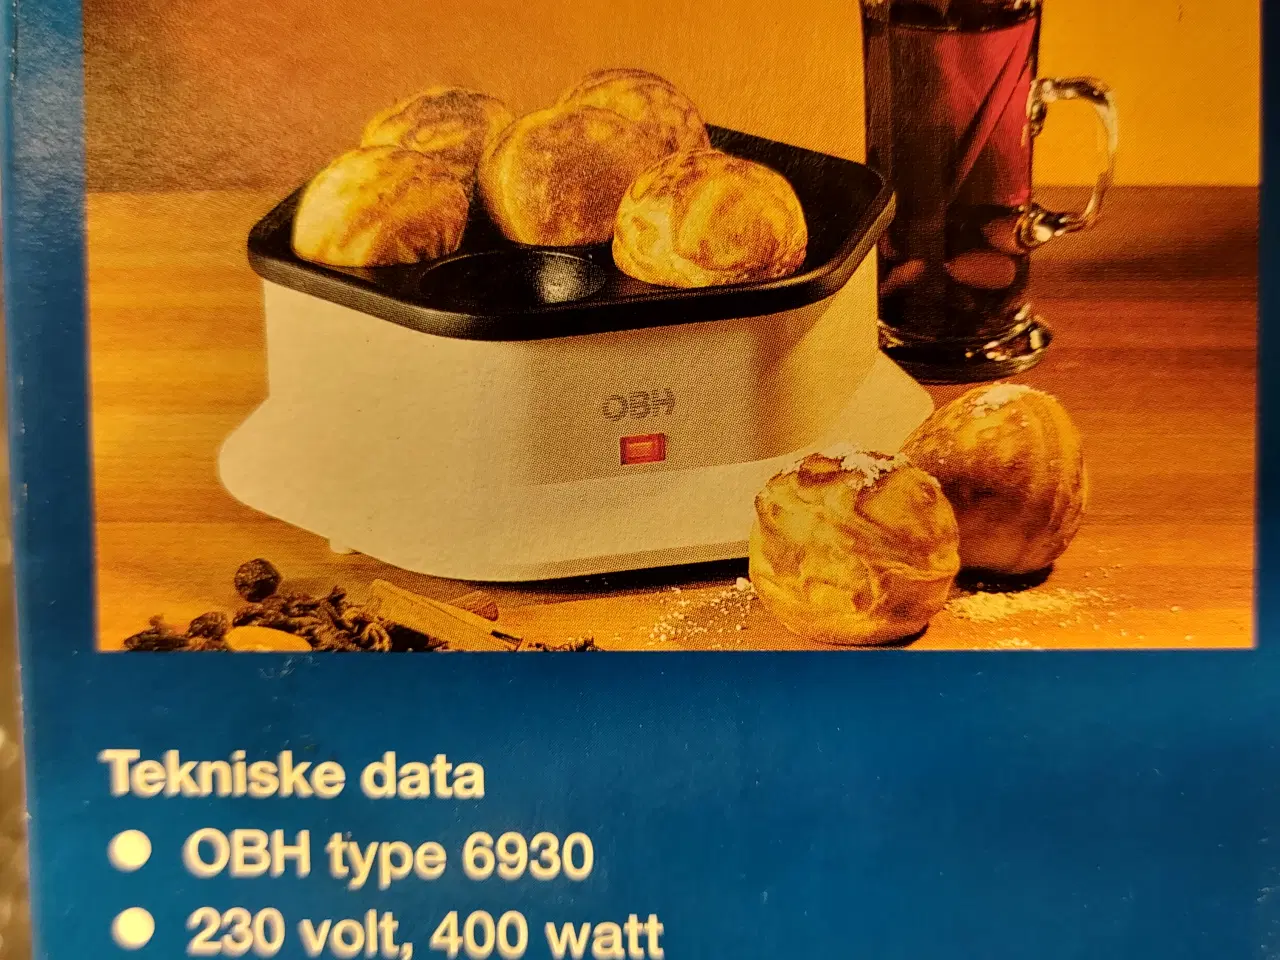 OBH
Tekniske data
OBH type 6930
230 volt, 400 watt